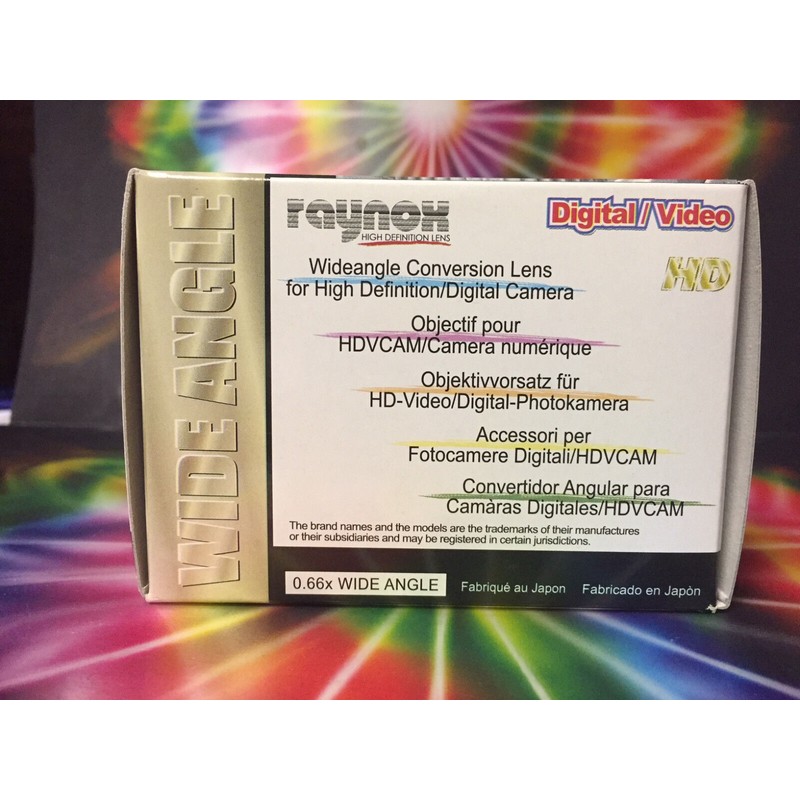 WIDE ANGLE
raynox
HIGH DEFINITION LENS
Digital/Video
HD
Wideangle Conversion Lens
for High Definition/Digital Camera
Objectif pour
HDVCAM/Camera numérique
Objektivvorsatz für
HD-Video/Digital-Photokamera
Accessori per
Fotocamere Digitali/HDVCAM
Convertidor Angular para
Camàras Digitales/HDVCAM
The brand names and the models are the trademarks of their manufactures
or their subsidiaries and may be registered in certain jurisdictions.
0.66x WIDE ANGLE
Fabriqué au Japon
Fabricado en Japòn